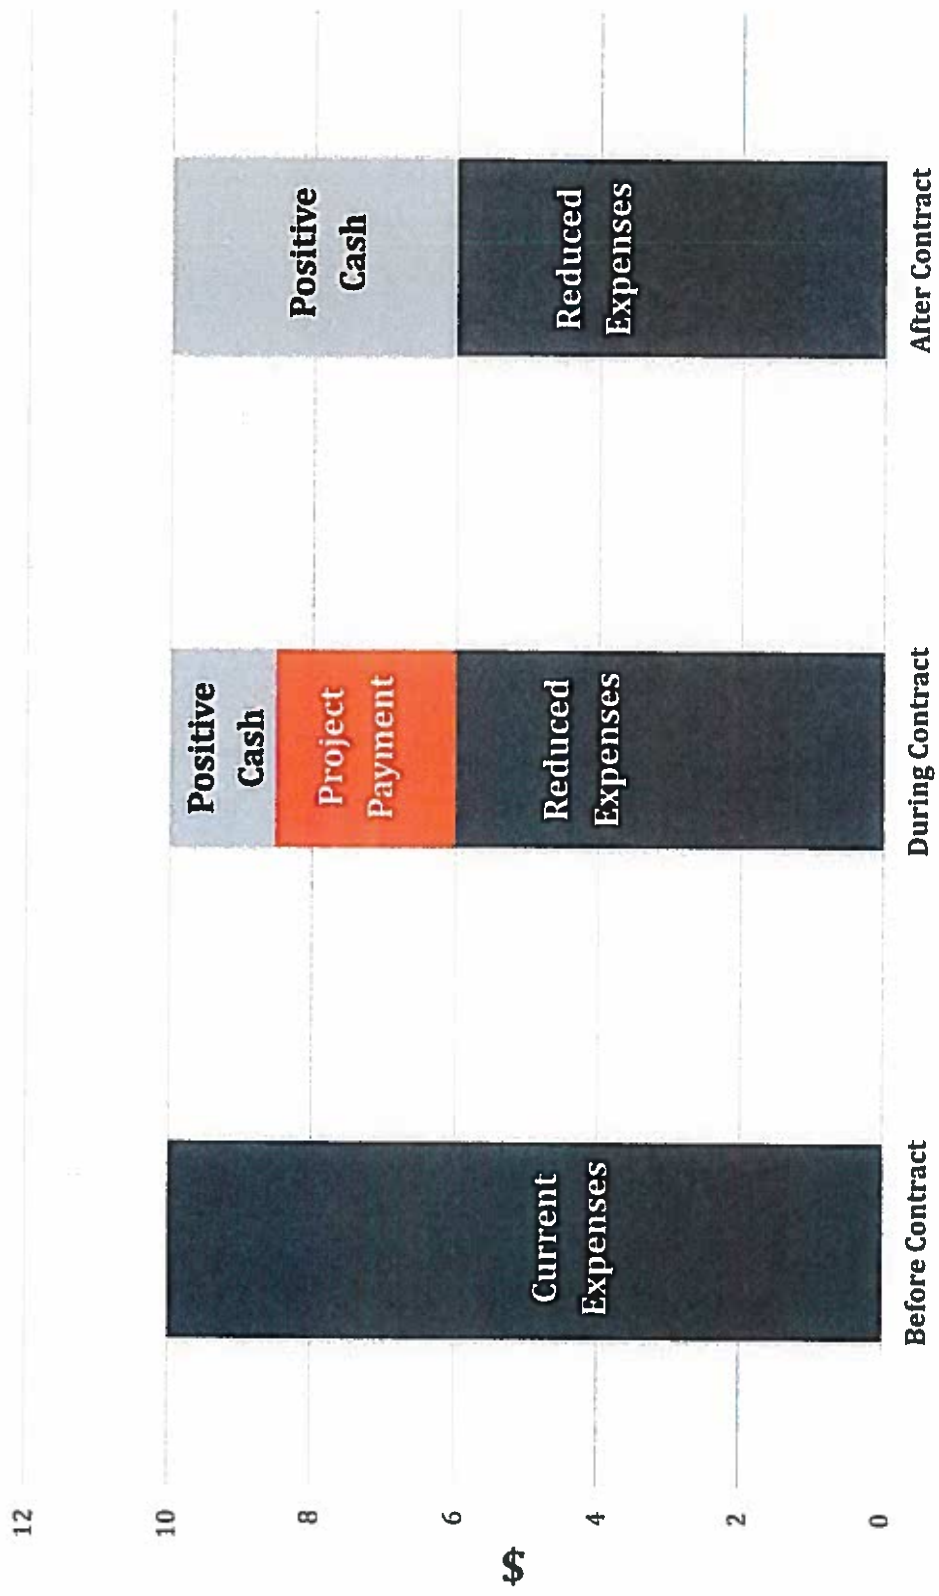 $
12
10
8
6
4
2
0
Current
Expenses
Before Contract
Positive
Cash
Project
Payment
Reduced
Expenses
During Contract
Positive
Cash
Reduced
Expenses
After Contract